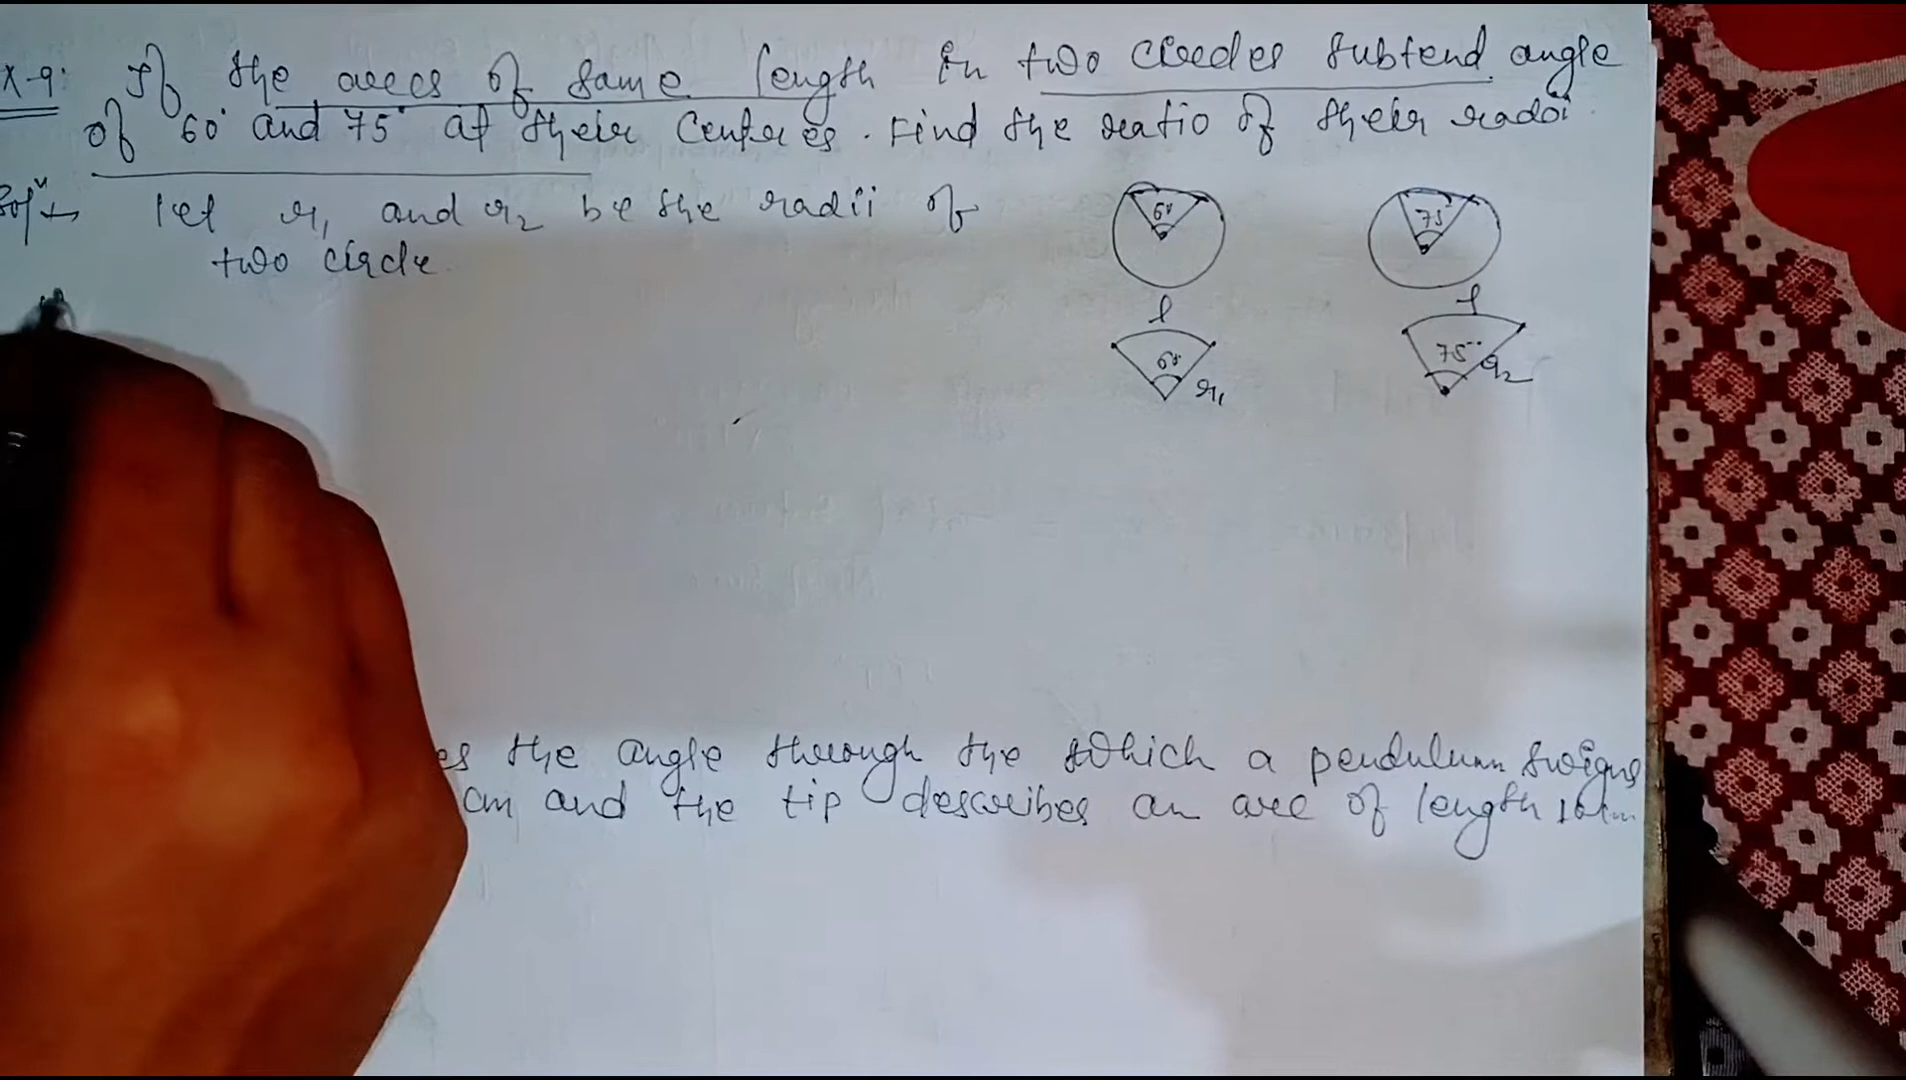 x-9: If the arcs of same length in two circles subtend angle
of 60° and 75° at their centres. Find the ratio of their radii
Solⁿ→ let r₁ and r₂ be the radii of
two circle.
60
75
l
l
60
r₁
75°
r₂
the angle through the which a pendulum swigns
cm and the tip describes an arc of length